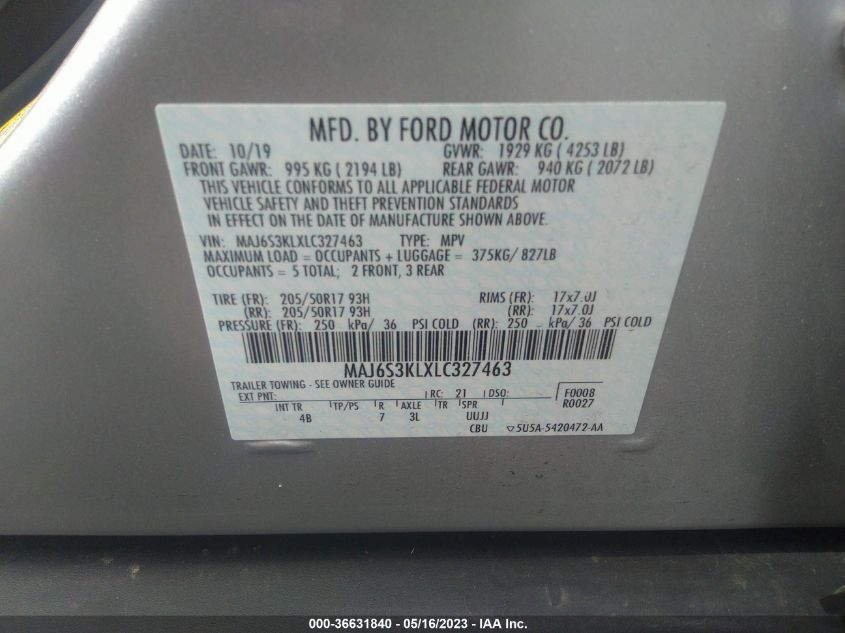 MFD. BY FORD MOTOR CO.
DATE: 10/19 GVWR: 1929 KG ( 4253 LB)
FRONT GAWR: 995 KG ( 2194 LB) REAR GAWR: 940 KG ( 2072 LB)
THIS VEHICLE CONFORMS TO ALL APPLICABLE FEDERAL MOTOR
VEHICLE SAFETY AND THEFT PREVENTION STANDARDS
IN EFFECT ON THE DATE OF MANUFACTURE SHOWN ABOVE.
VIN: MAJ6S3KLXLC327463 TYPE: MPV
MAXIMUM LOAD = OCCUPANTS + LUGGAGE = 375KG/ 827LB
OCCUPANTS = 5 TOTAL; 2 FRONT, 3 REAR
TIRE (FR): 205/50R17 93H RIMS (FR): 17x7.0J
(RR): 205/50R17 93H (RR): 17x7.0J
PRESSURE (FR): 250 kPa/ 36 PSI COLD (RR): 250 kPa/ 36 PSI COLD
MAJ6S3KLXLC327463
TRAILER TOWING - SEE OWNER GUIDE
EXT PNT: RC: 21 DSO: F0008
R0027
INT TR TP/PS R AXLE TR SPR
4B 7 3L UUJJ
CBU 5U5A-5420472-AA
000-36631840 - 05/16/2023 - IAA Inc.